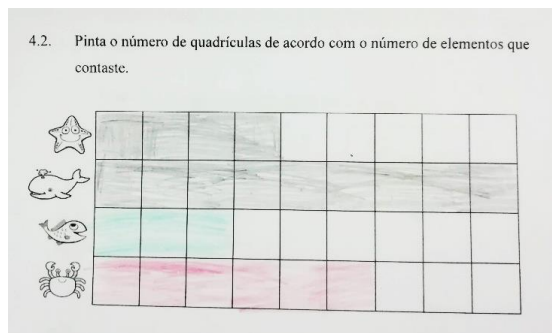 4.2. Pinta o número de quadrículas de acordo com o número de elementos que
contaste.